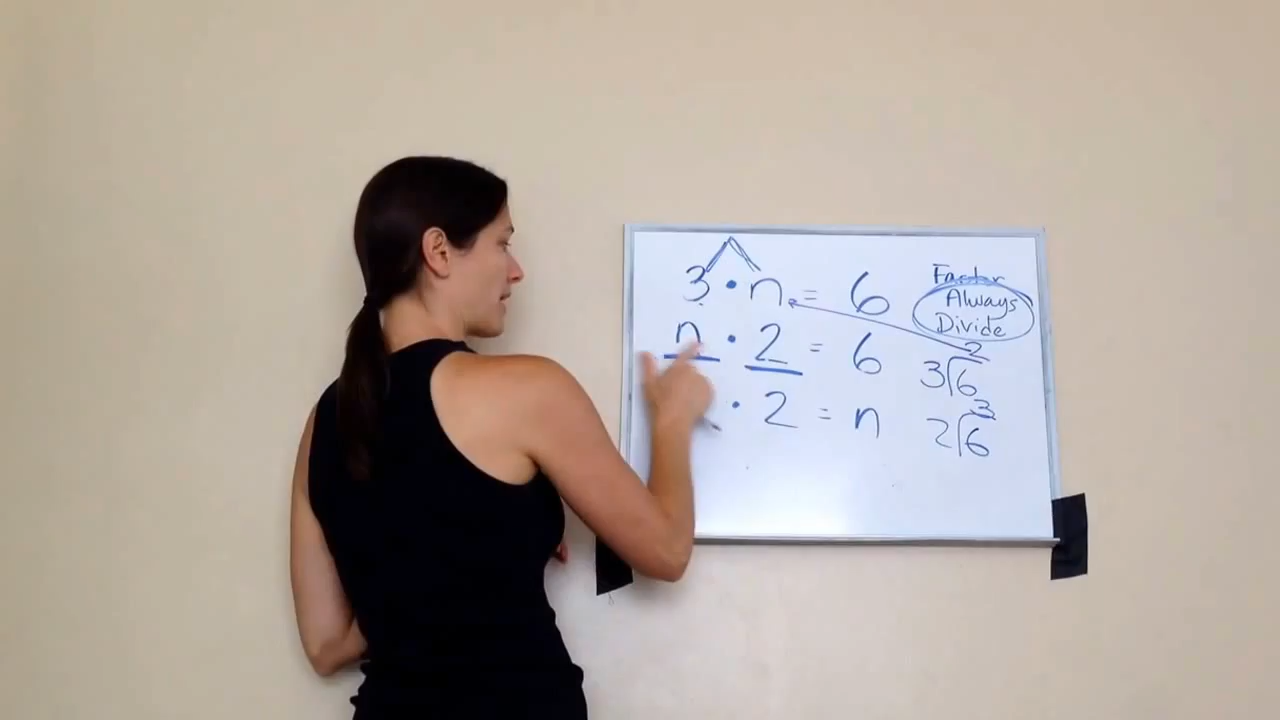 3 • n = 6
n • 2 = 6
• 2 = n
Factor
Always
Divide
2
3√6
3
2√6